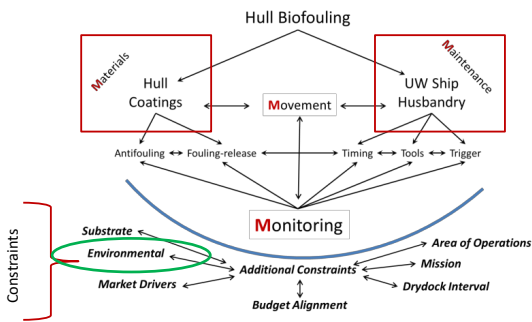 Hull Biofouling
Materials
Maintenance
Hull
Coatings
Movement
UW Ship
Husbandry
Antifouling
Fouling-release
Timing
Tools
Trigger
Monitoring
Constraints
Substrate
Environmental
Market Drivers
Additional Constraints
Budget Alignment
Area of Operations
Mission
Drydock Interval